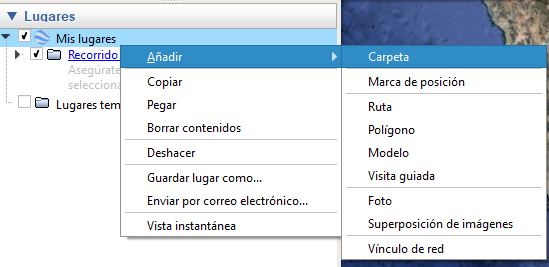 Lugares
Mis lugares
Recorrido
Asegúrate
selecciona
Lugares tem
Añadir
Copiar
Pegar
Borrar contenidos
Deshacer
Guardar lugar como...
Enviar por correo electrónico...
Vista instantánea
Carpeta
Marca de posición
Ruta
Polígono
Modelo
Visita guiada
Foto
Superposición de imágenes
Vínculo de red